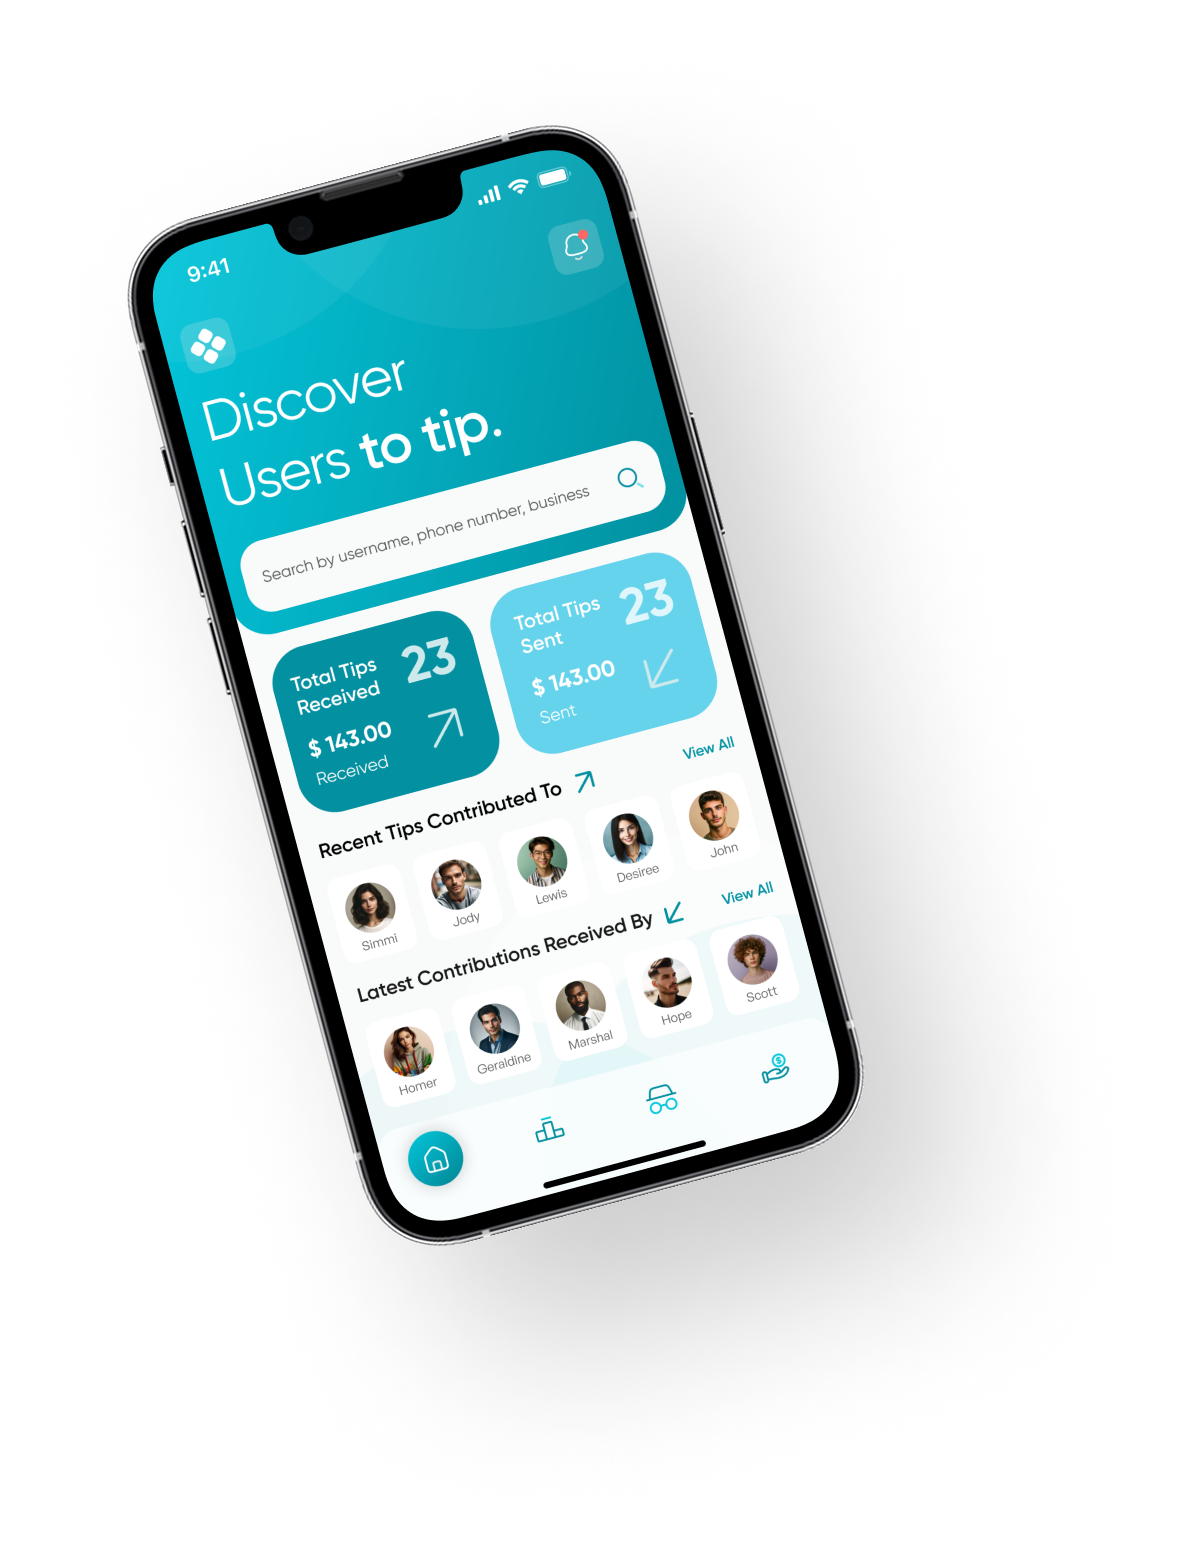 9:41
Discover
Users to tip.
Search by username, phone number, business
Total Tips
Received
23
$ 143.00
Received
Total Tips
Sent
23
$ 143.00
Sent
Recent Tips Contributed To
View All
Simmi
Jody
Lewis
Desiree
John
Latest Contributions Received By
View All
Homer
Geraldine
Marshal
Hope
Scott
$